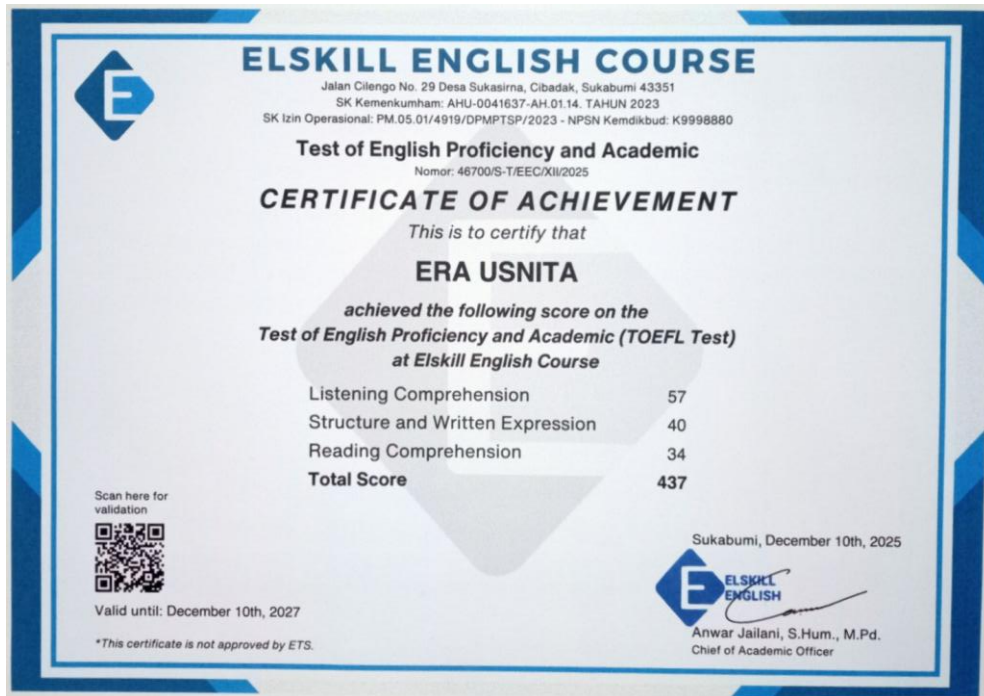 ELSKILL ENGLISH COURSE
Jalan Cilengo No. 29 Desa Sukasirna, Cibadak, Sukabumi 43351
SK Kemenkumham: AHU-0041637-AH.01.14. TAHUN 2023
SK Izin Operasional: PM.05.01/4919/DPMPTSP/2023 - NPSN Kemdikbud: K9998880
Test of English Proficiency and Academic
Nomor: 46700/S-T/EEC/XII/2025
CERTIFICATE OF ACHIEVEMENT
This is to certify that
ERA USNITA
achieved the following score on the
Test of English Proficiency and Academic (TOEFL Test)
at Elskill English Course
Listening Comprehension 57
Structure and Written Expression 40
Reading Comprehension 34
Total Score 437
Scan here for
validation
Valid until: December 10th, 2027
*This certificate is not approved by ETS.
Sukabumi, December 10th, 2025
ELSKILL
ENGLISH
Anwar Jailani, S.Hum., M.Pd.
Chief of Academic Officer